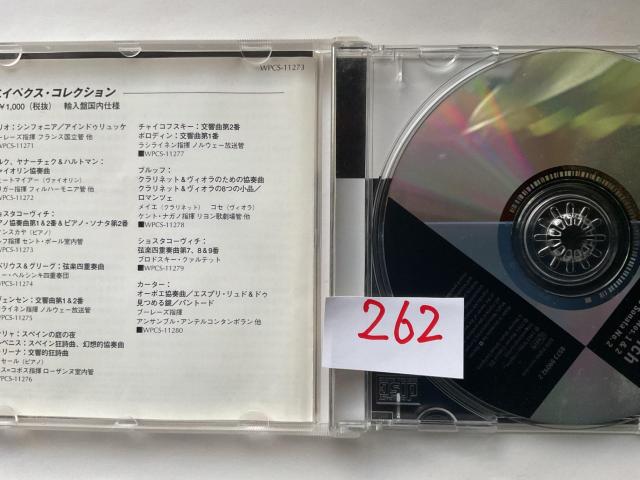 WPCS-11273
エイペクス・コレクション
¥1,000（税抜） 輸入盤国内仕様
リオ：シンフォニア／アインドゥリュッケ
ーレーズ指揮 フランス国立管 他
WPCS-11271
ルク、ヤナーチェク＆ハルトマン：
ァイオリン協奏曲
ェートマイアー（ヴァイオリン）
リガー指揮 フィルハーモニア管 他
WPCS-11272
ョスタコーヴィチ：
アノ協奏曲第1＆2番＆ピアノ・ソナタ第2番
ンスカヤ（ピアノ）
ルフ指揮 セント・ポール室内管
WPCS-11273
ベリウス＆グリーグ：弦楽四重奏曲
ー・ヘルシンキ四重奏団
WPCS-11274
ヴェンセン：交響曲第1＆2番
シライネン指揮 ノルウェー放送管
WPCS-11275
リャ：スペインの庭の夜
ベニス：スペイン狂詩曲、幻想的協奏曲
リーナ：交響的狂詩曲
セール（ピアノ）
ス＝コボス指揮 ローザンヌ室内管
WPCS-11276
チャイコフスキー：交響曲第2番
ボロディン：交響曲第1番
ラシライネン指揮 ノルウェー放送管
■WPCS-11277
ブルッフ：
クラリネット＆ヴィオラのための協奏曲
クラリネット＆ヴィオラの8つの小品／
ロマンツェ
メイエ（クラリネット） コセ（ヴィオラ）
ケント・ナガノ指揮 リヨン歌劇場管 他
■WPCS-11278
ショスタコーヴィチ：
弦楽四重奏曲第7、8＆9番
ブロドスキー・クァルテット
■WPCS-11279
カーター：
オーボエ協奏曲／エスプリ・リュド＆ドゥ
見つめる鏡／パントード
ブーレーズ指揮
アンサンブル・アンテルコンタンポラン 他
■WPCS-11280
262
1 & 2
Sonata No.2
8573 89092 2